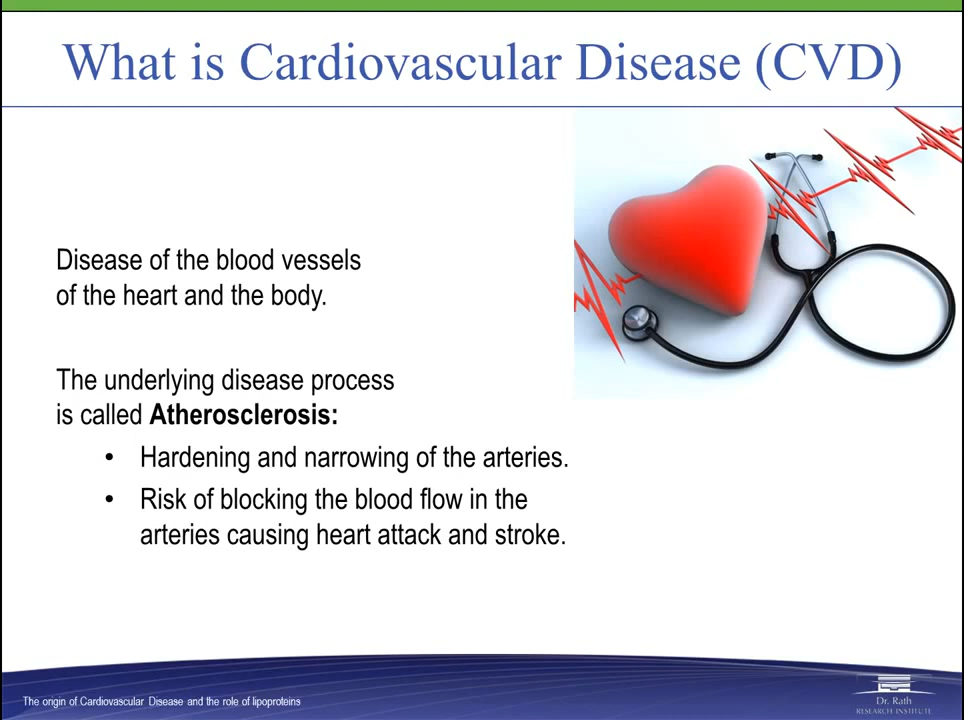 What is Cardiovascular Disease (CVD)
Disease of the blood vessels
of the heart and the body.
The underlying disease process
is called Atherosclerosis:
• Hardening and narrowing of the arteries.
• Risk of blocking the blood flow in the
arteries causing heart attack and stroke.
The origin of Cardiovascular Disease and the role of lipoproteins
Dr. Rath
RESEARCH INSTITUTE